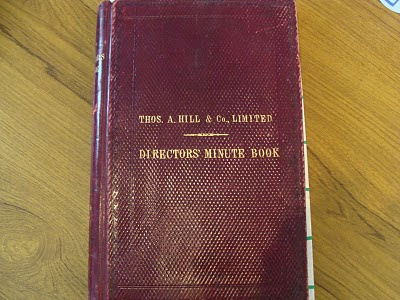 THOS. A. HILL & Co., LIMITED
DIRECTORS' MINUTE BOOK